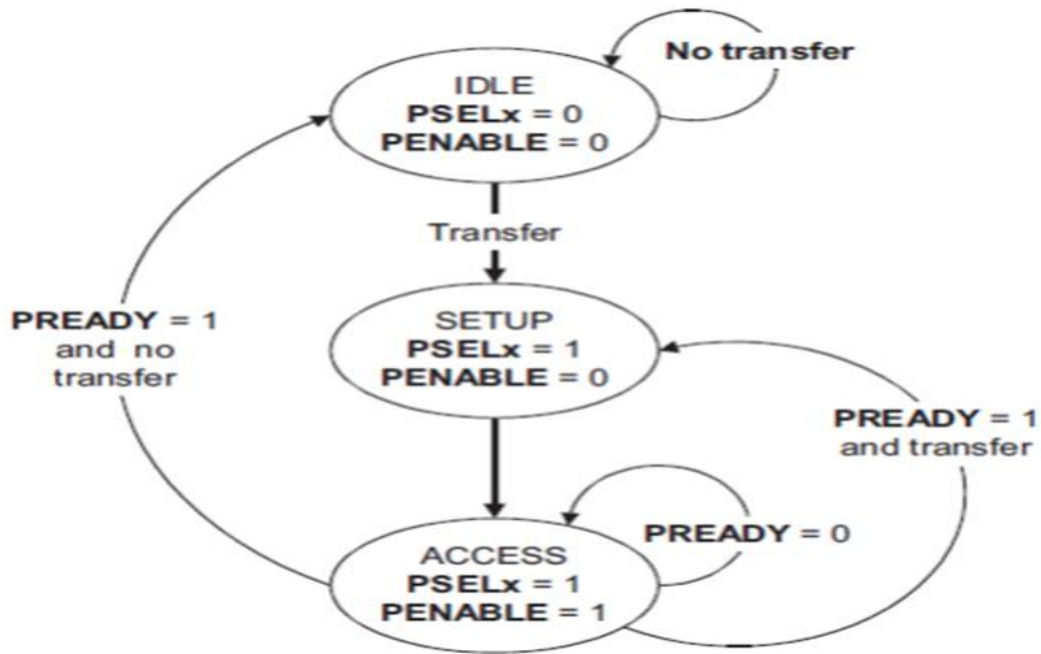 No transfer
IDLE
PSELx = 0
PENABLE = 0
Transfer
SETUP
PSELx = 1
PENABLE = 0
PREADY = 1
and no
transfer
PREADY = 1
and transfer
PREADY = 0
ACCESS
PSELx = 1
PENABLE = 1